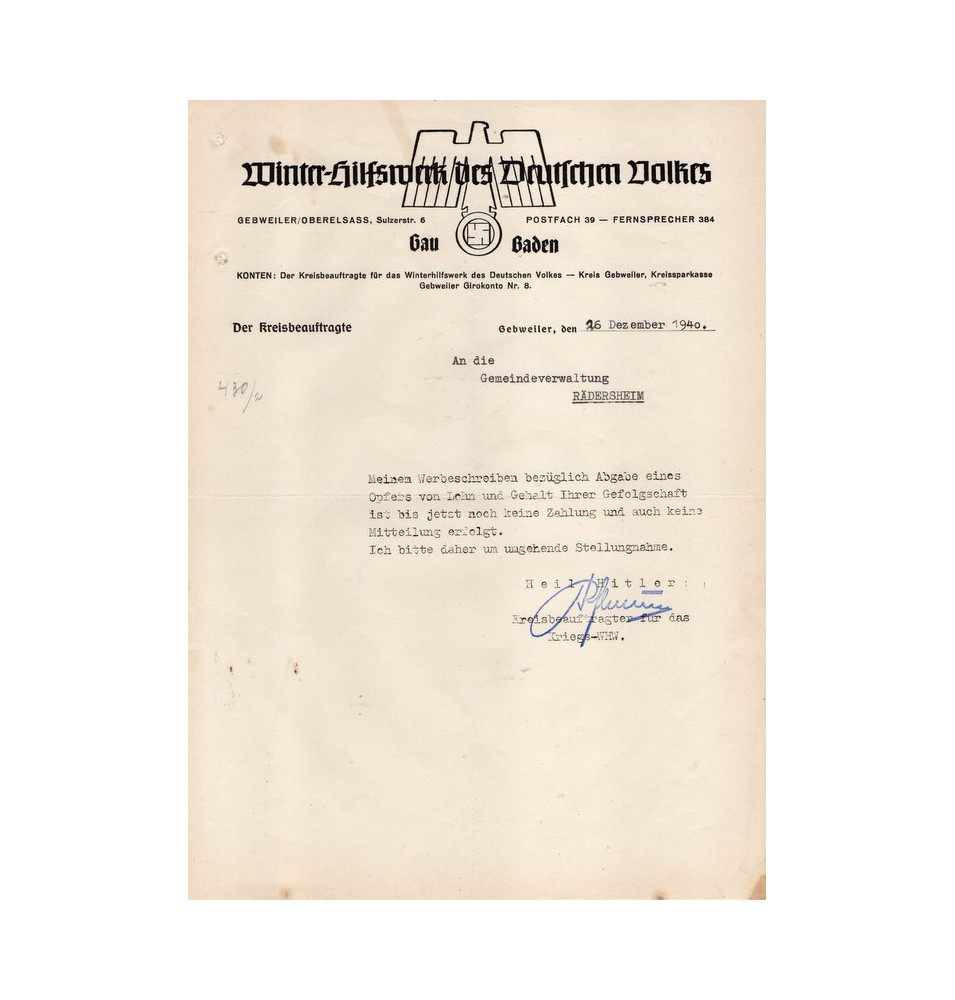 Winter-Hilfswerk des Deutschen Volkes
GEBWEILER/OBERELSASS, Sulzerstr. 6 POSTFACH 39 — FERNSPRECHER 384
Gau Baden
KONTEN: Der Kreisbeauftragte für das Winterhilfswerk des Deutschen Volkes — Kreis Gebweiler, Kreissparkasse
Gebweiler Girokonto Nr. 8.
Der Kreisbeauftragte Gebweiler, den 26 Dezember 1940.
An die
Gemeindeverwaltung
RÄDERSHEIM
430/2
Meinem Werbeschreiben bezüglich Abgabe eines
Opfers von Lohn und Gehalt Ihrer Gefolgschaft
ist bis jetzt noch keine Zahlung und auch keine
Mitteilung erfolgt.
Ich bitte daher um umgehende Stellungnahme.
Heil Hitler!
Kreisbeauftragter für das
Kriegs-WHW.